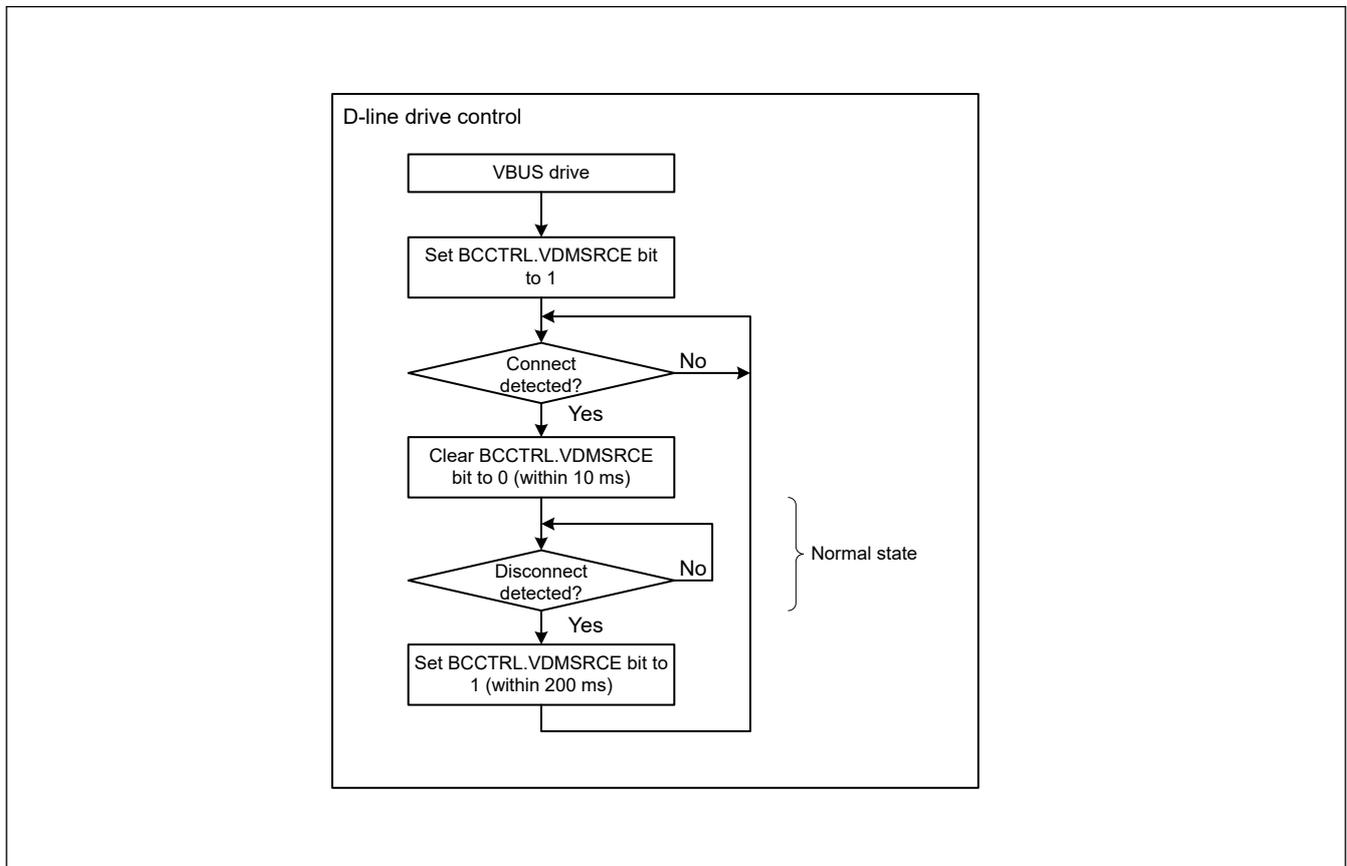 D-line drive control
VBUS drive
Set BCCTRL.VDMSRCE bit
to 1
Connect
detected?
No
Yes
Clear BCCTRL.VDMSRCE
bit to 0 (within 10 ms)
Normal state
Disconnect
detected?
No
Yes
Set BCCTRL.VDMSRCE bit to
1 (within 200 ms)